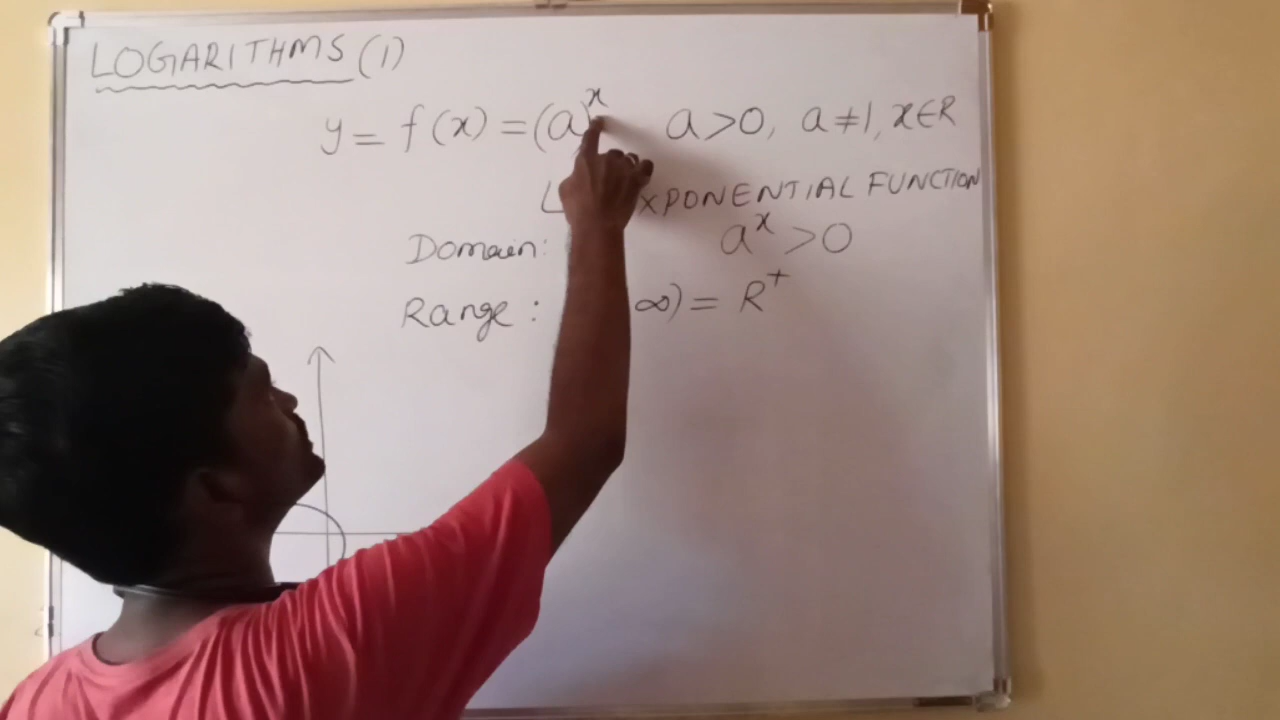 LOGARITHMS (1)
y = f(x) = (a)^x a>0, a≠1, x∈R
XPONENTIAL FUNCTION
Domain: a^x >0
Range : ∞) = R^+